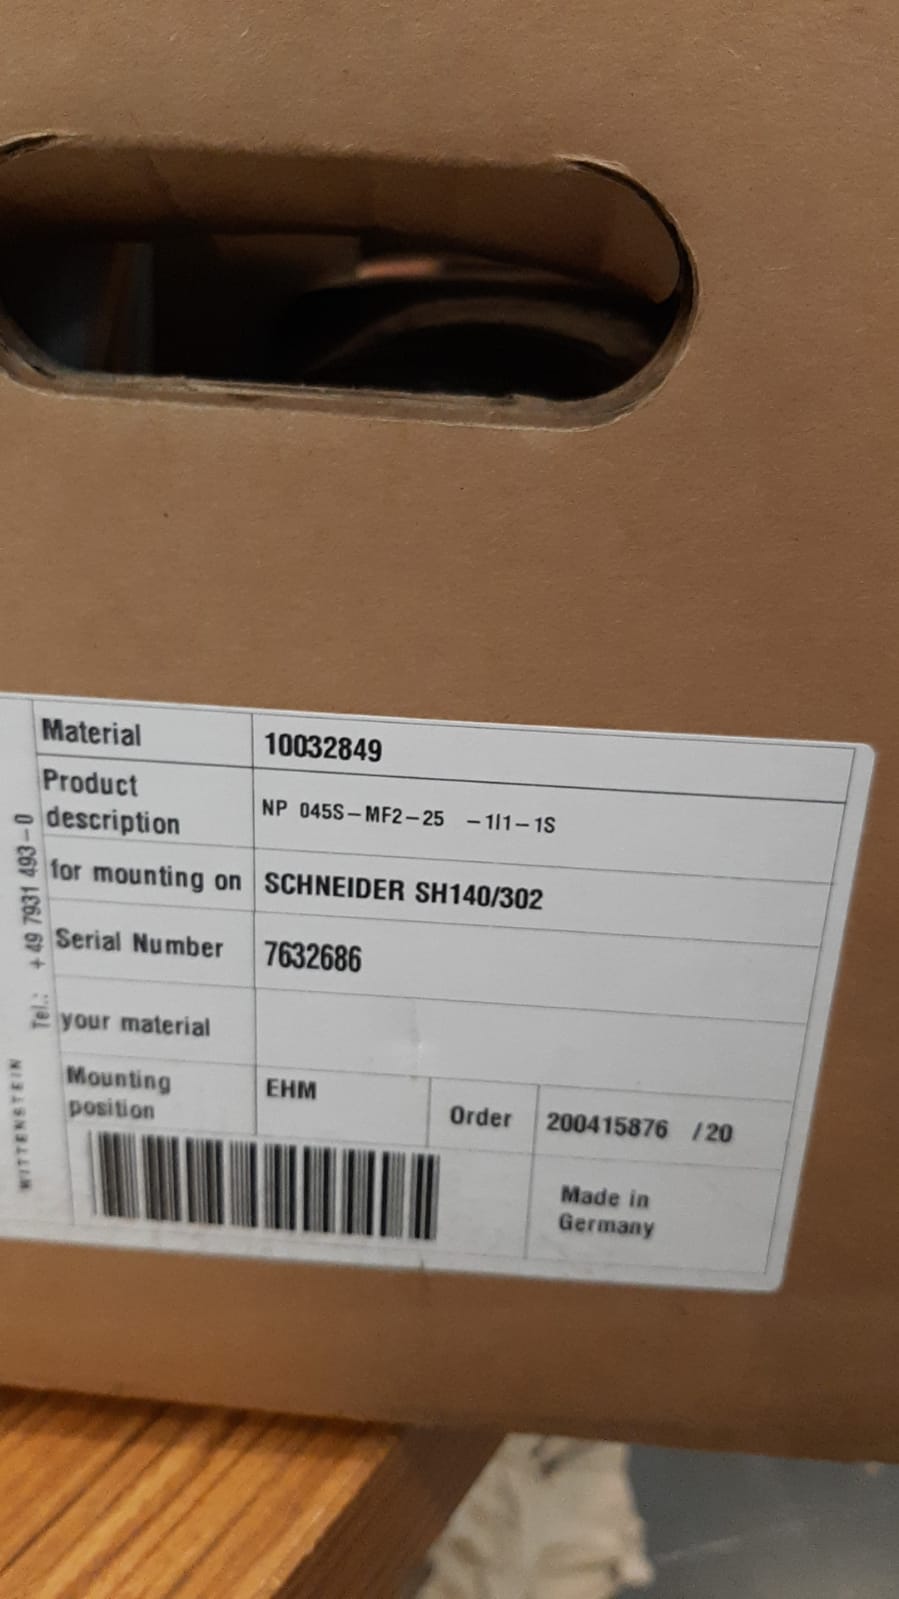 Material 10032849
Product description NP 045S-MF2-25 -1I1-1S
for mounting on SCHNEIDER SH140/302
Serial Number 7632686
your material
Mounting position EHM
Order 200415876 /20
Made in
Germany
WITTENSTEIN Tel.: +49 7931 493-0